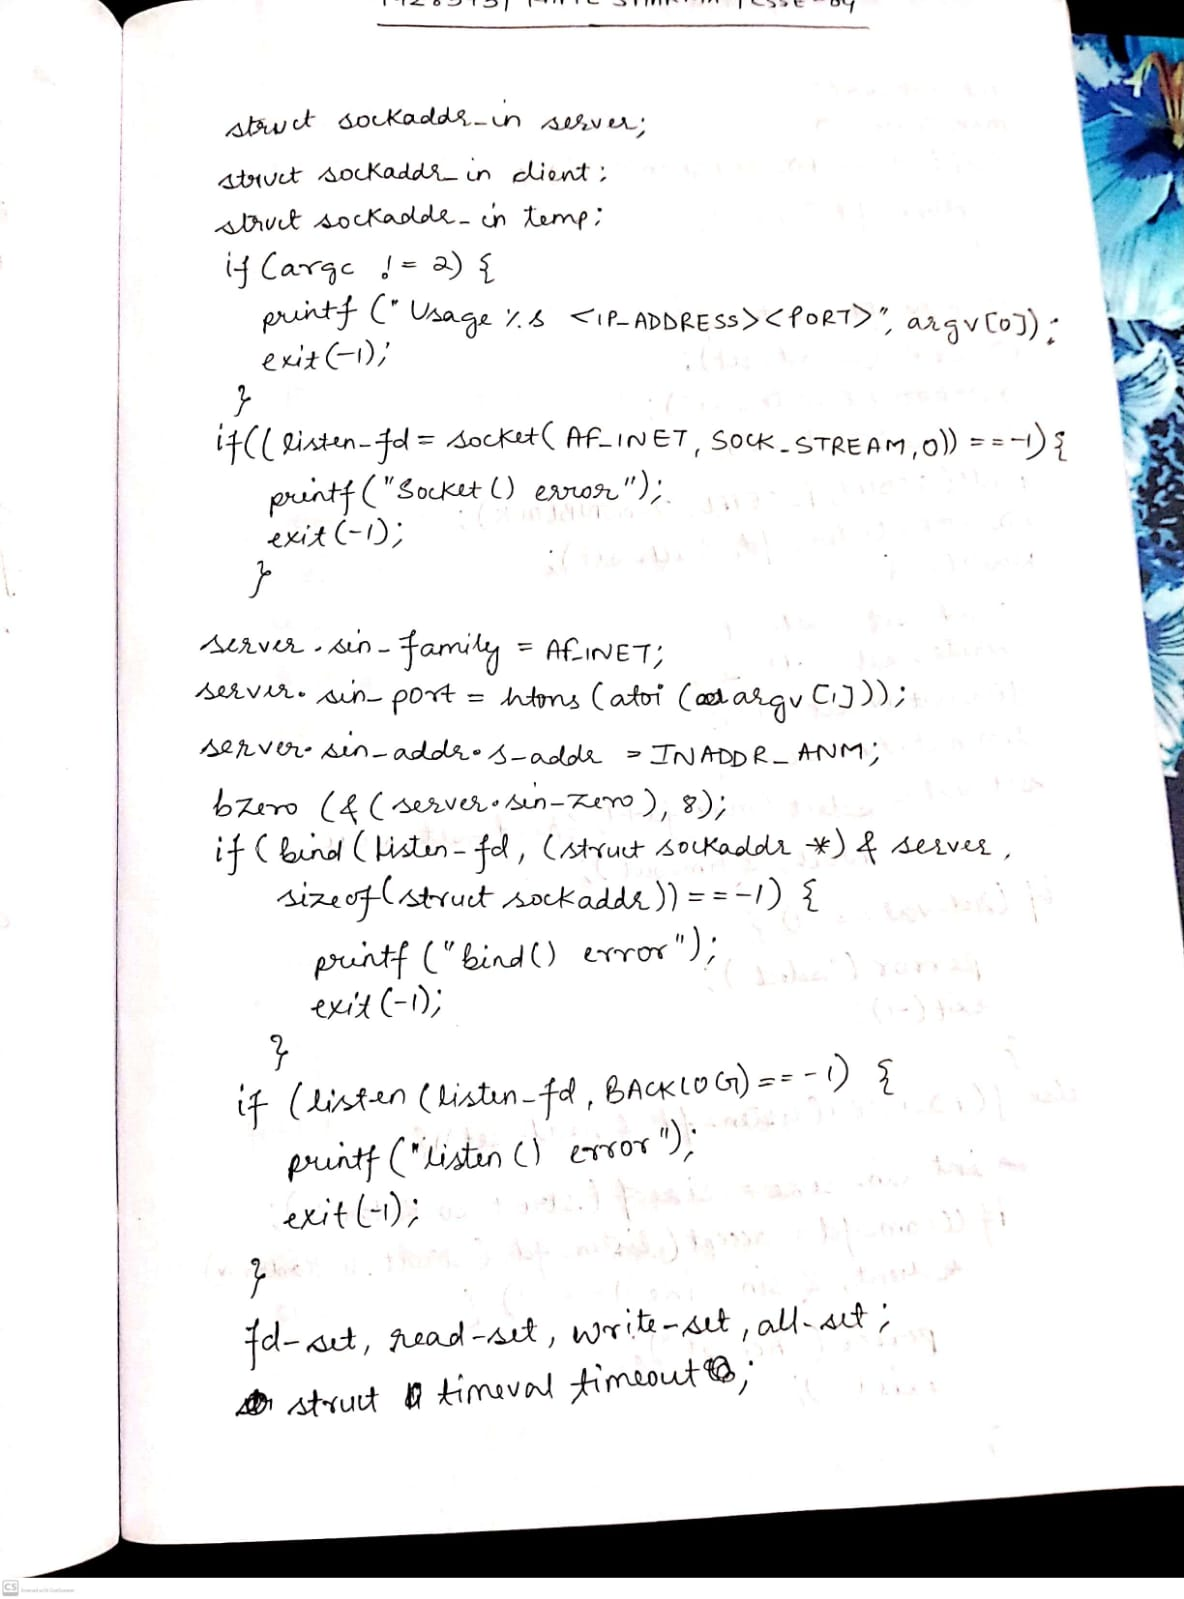 struct sockaddr_in server;
struct sockaddr_in client;
struct sockaddr_in temp;
if (argc != 2) {
printf (" Usage %s <IP_ADDRESS><PORT>", argv[0]);
exit(-1);
}
if((listen_fd = socket( AF_INET, SOCK_STREAM,0)) == -1){
printf("Socket() error");
exit(-1);
}
server.sin_family = AF_INET;
server.sin_port = htons (atoi (argv[1]));
server.sin_addr.s_addr = INADDR_ANM;
bzero (&(server.sin_zero), 8);
if (bind (listen_fd, (struct sockaddr *) & server,
sizeof(struct sockaddr)) == -1) {
printf ("bind() error");
exit(-1);
}
if (listen (listen_fd, BACKLOG) == -1) {
printf ("listen () error");
exit(-1);
}
fd_set, read_set, write_set, all_set;
struct timeval timeout;
CS